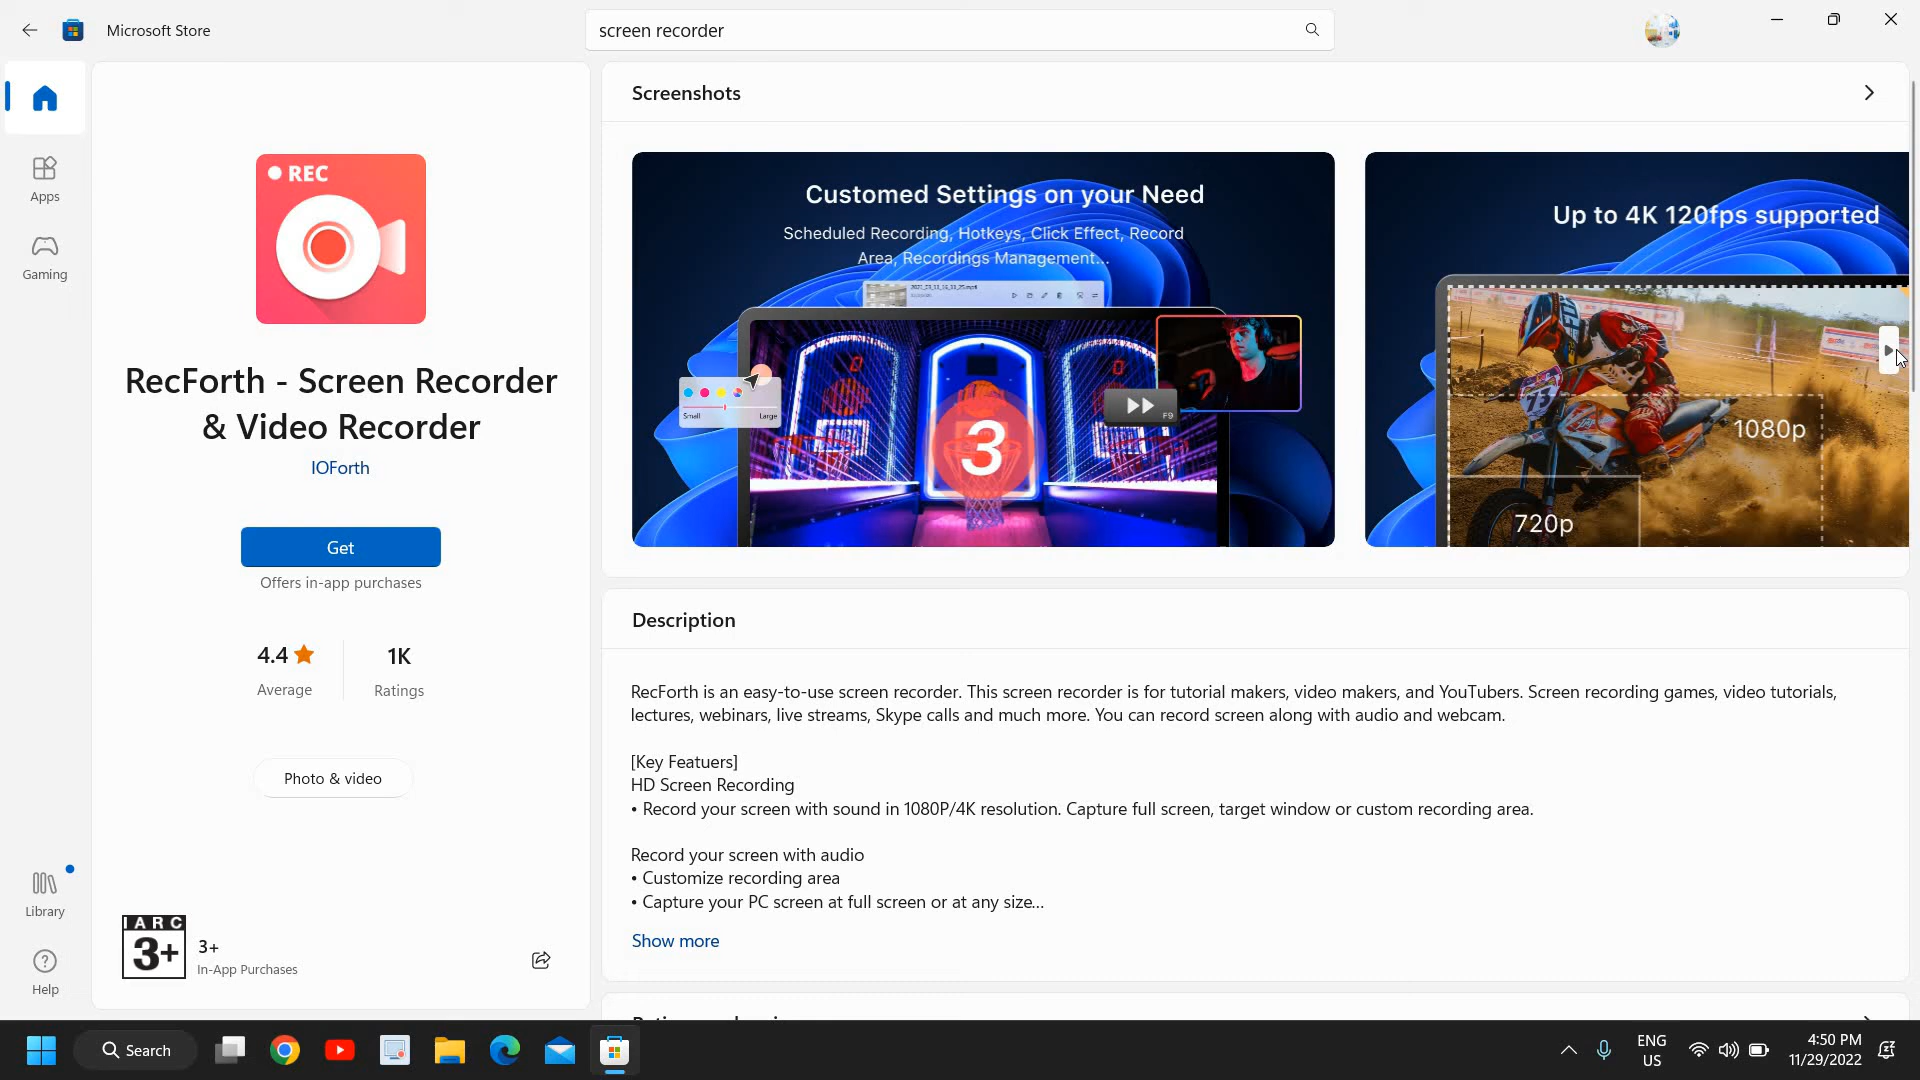 Microsoft Store
screen recorder
Apps
Gaming
Library
Help
REC
RecForth - Screen Recorder
& Video Recorder
IOForth
Get
Offers in-app purchases
4.4
Average
1K
Ratings
Photo & video
IARC
3+
3+
In-App Purchases
Screenshots
Customed Settings on your Need
Scheduled Recording, Hotkeys, Click Effect, Record
Area, Recordings Management...
Small
Large
3
F9
Up to 4K 120fps supported
1080p
720p
Description
RecForth is an easy-to-use screen recorder. This screen recorder is for tutorial makers, video makers, and YouTubers. Screen recording games, video tutorials,
lectures, webinars, live streams, Skype calls and much more. You can record screen along with audio and webcam.
[Key Featuers]
HD Screen Recording
• Record your screen with sound in 1080P/4K resolution. Capture full screen, target window or custom recording area.
Record your screen with audio
• Customize recording area
• Capture your PC screen at full screen or at any size...
Show more
Search
ENG
US
4:50 PM
11/29/2022